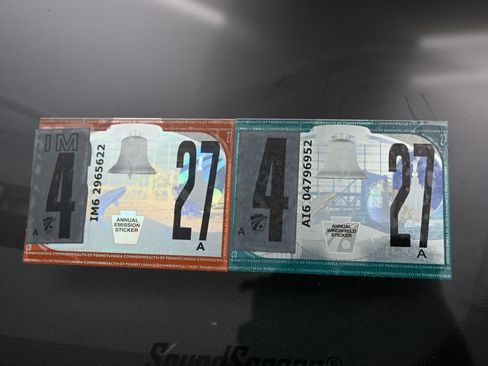 COMMONWEALTH OF PENNSYLVANIA
IM
4
A
IM6 2965622
ANNUAL
EMISSION
STICKER
27
A
COMMONWEALTH OF PENNSYLVANIA
4
A
AI6 04796952
ANNUAL
WINDSHIELD
STICKER
27
A
SoundScreen®